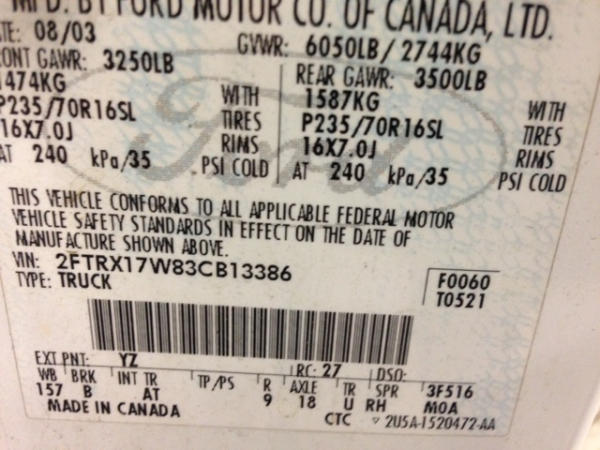 MFD. BY FORD MOTOR CO. OF CANADA, LTD.
TE: 08/03 GVWR: 6050LB/ 2744KG
ONT GAWR: 3250LB REAR GAWR: 3500LB
1474KG WITH 1587KG WITH
P235/70R16SL TIRES P235/70R16SL TIRES
16X7.0J RIMS 16X7.0J RIMS
AT 240 kPa/35 PSI COLD AT 240 kPa/35 PSI COLD
THIS VEHICLE CONFORMS TO ALL APPLICABLE FEDERAL MOTOR
VEHICLE SAFETY STANDARDS IN EFFECT ON THE DATE OF
MANUFACTURE SHOWN ABOVE.
VIN: 2FTRX17W83CB13386 F0060
TYPE: TRUCK T0521
EXT PNT: YZ RC: 27 DSO:
WB BRK INT TR TP/PS R AXLE TR SPR 3F516
157 B AT 9 18 U RH M0A
MADE IN CANADA CTC ▽ 2U5A-1520472-AA
Ford